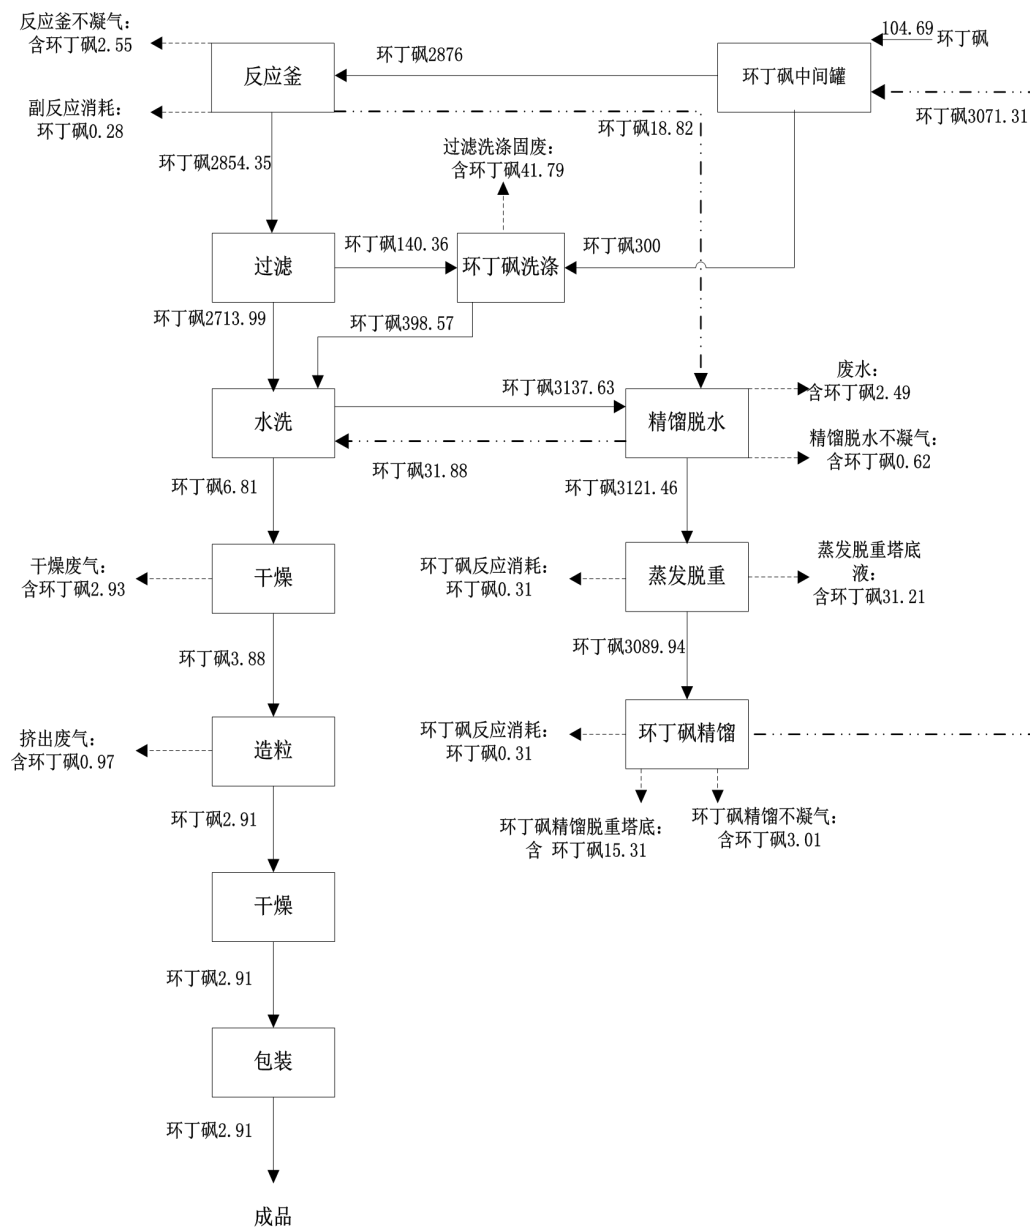 反应釜不凝气：
含环丁砜2.55
反应釜
环丁砜2876
环丁砜中间罐
104.69
环丁砜
环丁砜3071.31
副反应消耗：
环丁砜0.28
环丁砜18.82
环丁砜2854.35
过滤洗涤固废：
含环丁砜41.79
过滤
环丁砜140.36
环丁砜洗涤
环丁砜300
环丁砜2713.99
环丁砜398.57
水洗
环丁砜3137.63
精馏脱水
废水：
含环丁砜2.49
精馏脱水不凝气：
含环丁砜0.62
环丁砜31.88
环丁砜6.81
环丁砜3121.46
干燥废气：
含环丁砜2.93
干燥
环丁砜反应消耗：
环丁砜0.31
蒸发脱重
蒸发脱重塔底
液：
含环丁砜31.21
环丁砜3.88
环丁砜3089.94
挤出废气：
含环丁砜0.97
造粒
环丁砜反应消耗：
环丁砜0.31
环丁砜精馏
环丁砜2.91
环丁砜精馏脱重塔底：
含 环丁砜15.31
环丁砜精馏不凝气：
含环丁砜3.01
干燥
环丁砜2.91
包装
环丁砜2.91
成品